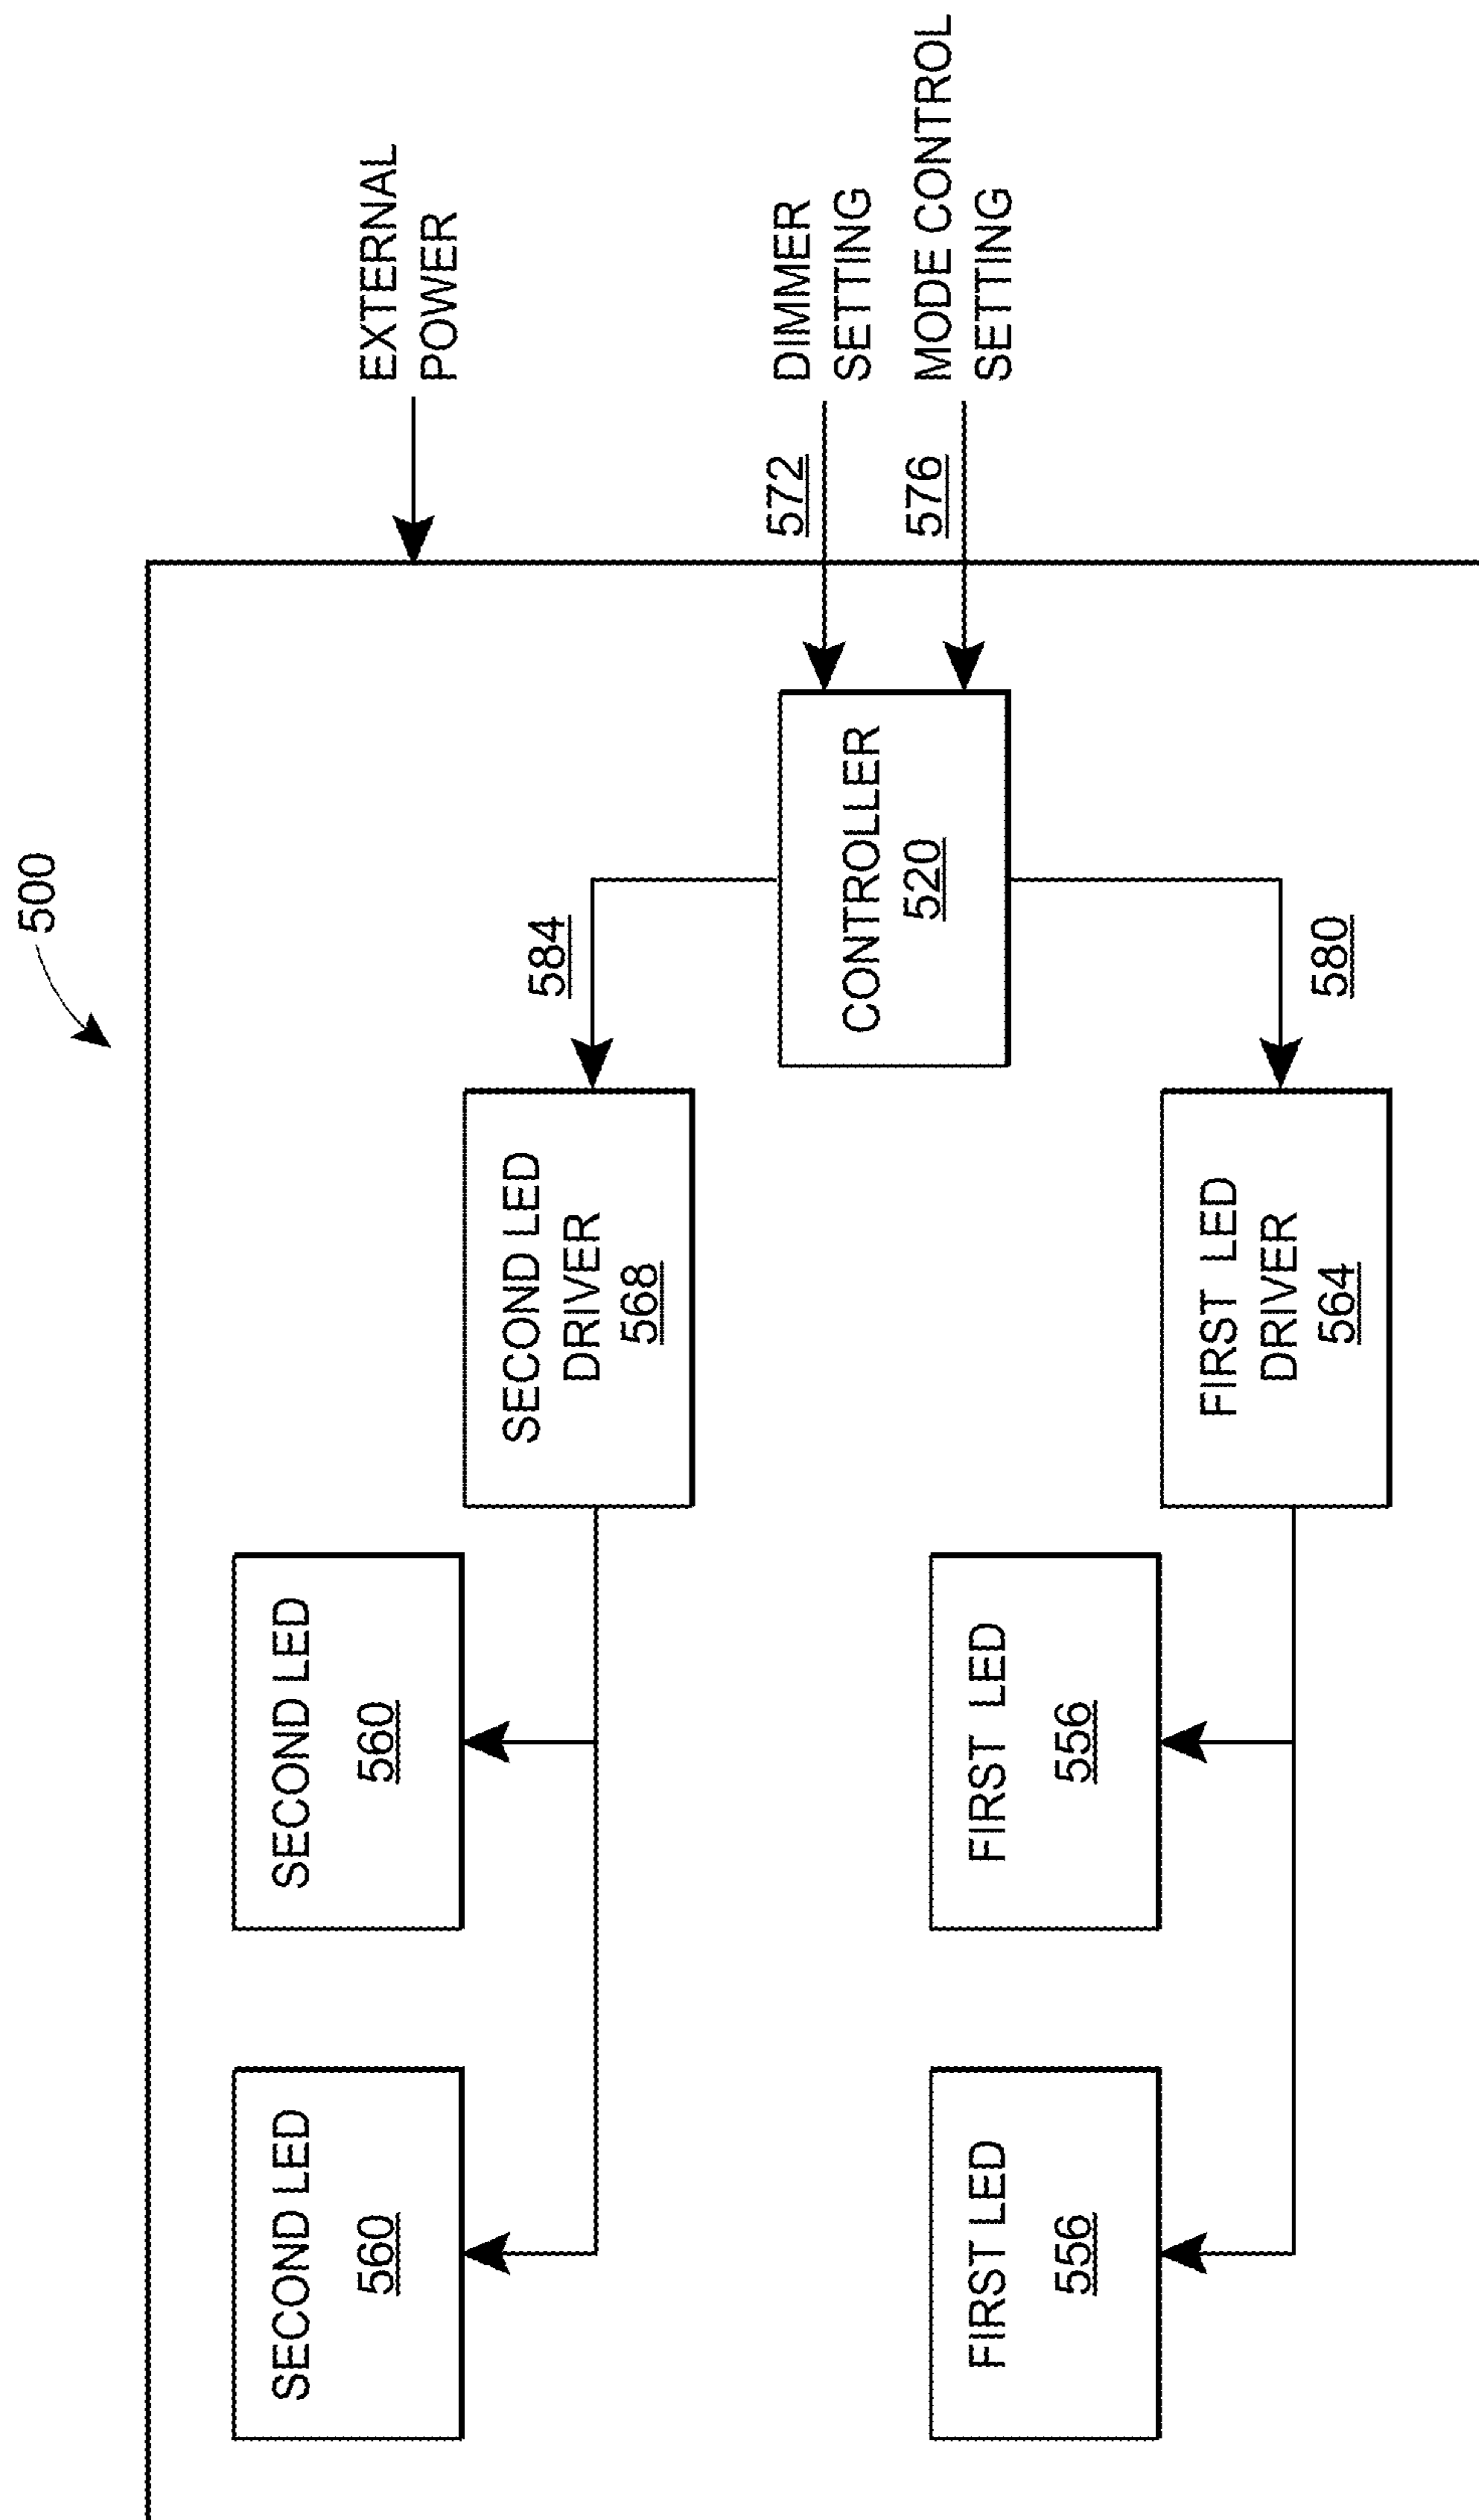 500
EXTERNAL
POWER
SECOND LED
560
SECOND LED
560
SECOND LED
DRIVER
568
584
572
DIMMER
SETTING
CONTROLLER
520
576
MODE CONTROL
SETTING
FIRST LED
556
FIRST LED
556
FIRST LED
DRIVER
564
580